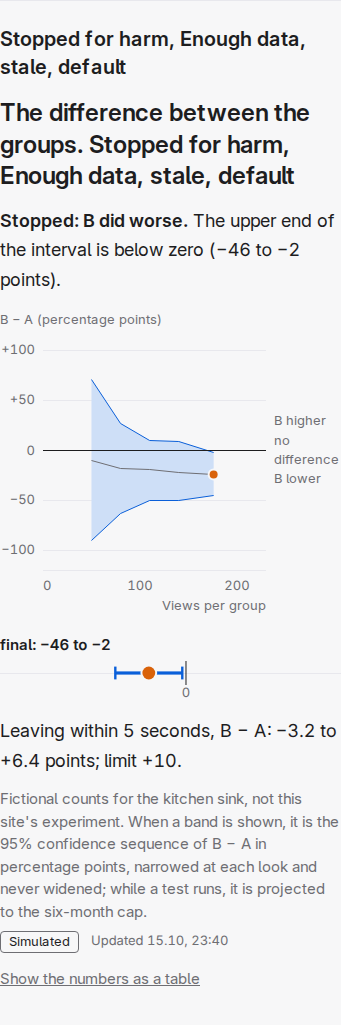 Stopped for harm, Enough data,
stale, default
The difference between the
groups. Stopped for harm,
Enough data, stale, default
Stopped: B did worse. The upper end of
the interval is below zero (−46 to −2
points).
B − A (percentage points)
+100
+50
0
−50
−100
B higher
no
difference
B lower
0
100
200
Views per group
final: −46 to −2
0
Leaving within 5 seconds, B − A: −3.2 to
+6.4 points; limit +10.
Fictional counts for the kitchen sink, not this
site's experiment. When a band is shown, it is the
95% confidence sequence of B − A in
percentage points, narrowed at each look and
never widened; while a test runs, it is projected
to the six-month cap.
Simulated Updated 15.10, 23:40
Show the numbers as a table